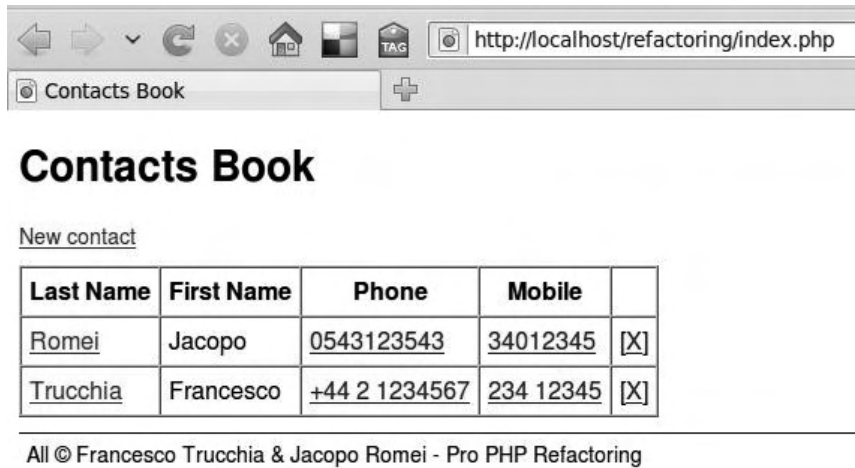 TAG
http://localhost/refactoring/index.php
Contacts Book
Contacts Book
New contact
Last Name First Name Phone Mobile
Romei Jacopo 0543123543 34012345 [X]
Trucchia Francesco +44 2 1234567 234 12345 [X]
All © Francesco Trucchia & Jacopo Romei - Pro PHP Refactoring